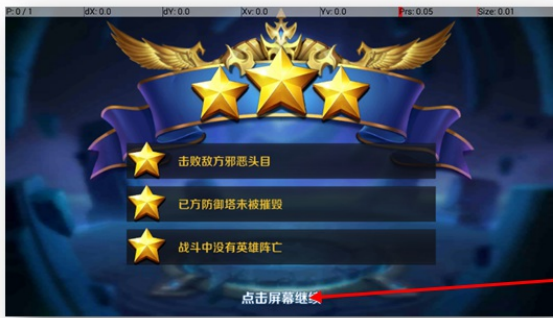 P: 0 / 1 dX: 0.0 dY: 0.0 Xv: 0.0 Yv: 0.0 Prs: 0.05 Size: 0.01
击败敌方邪恶头目
已方防御塔未被摧毁
战斗中没有英雄阵亡
点击屏幕继续